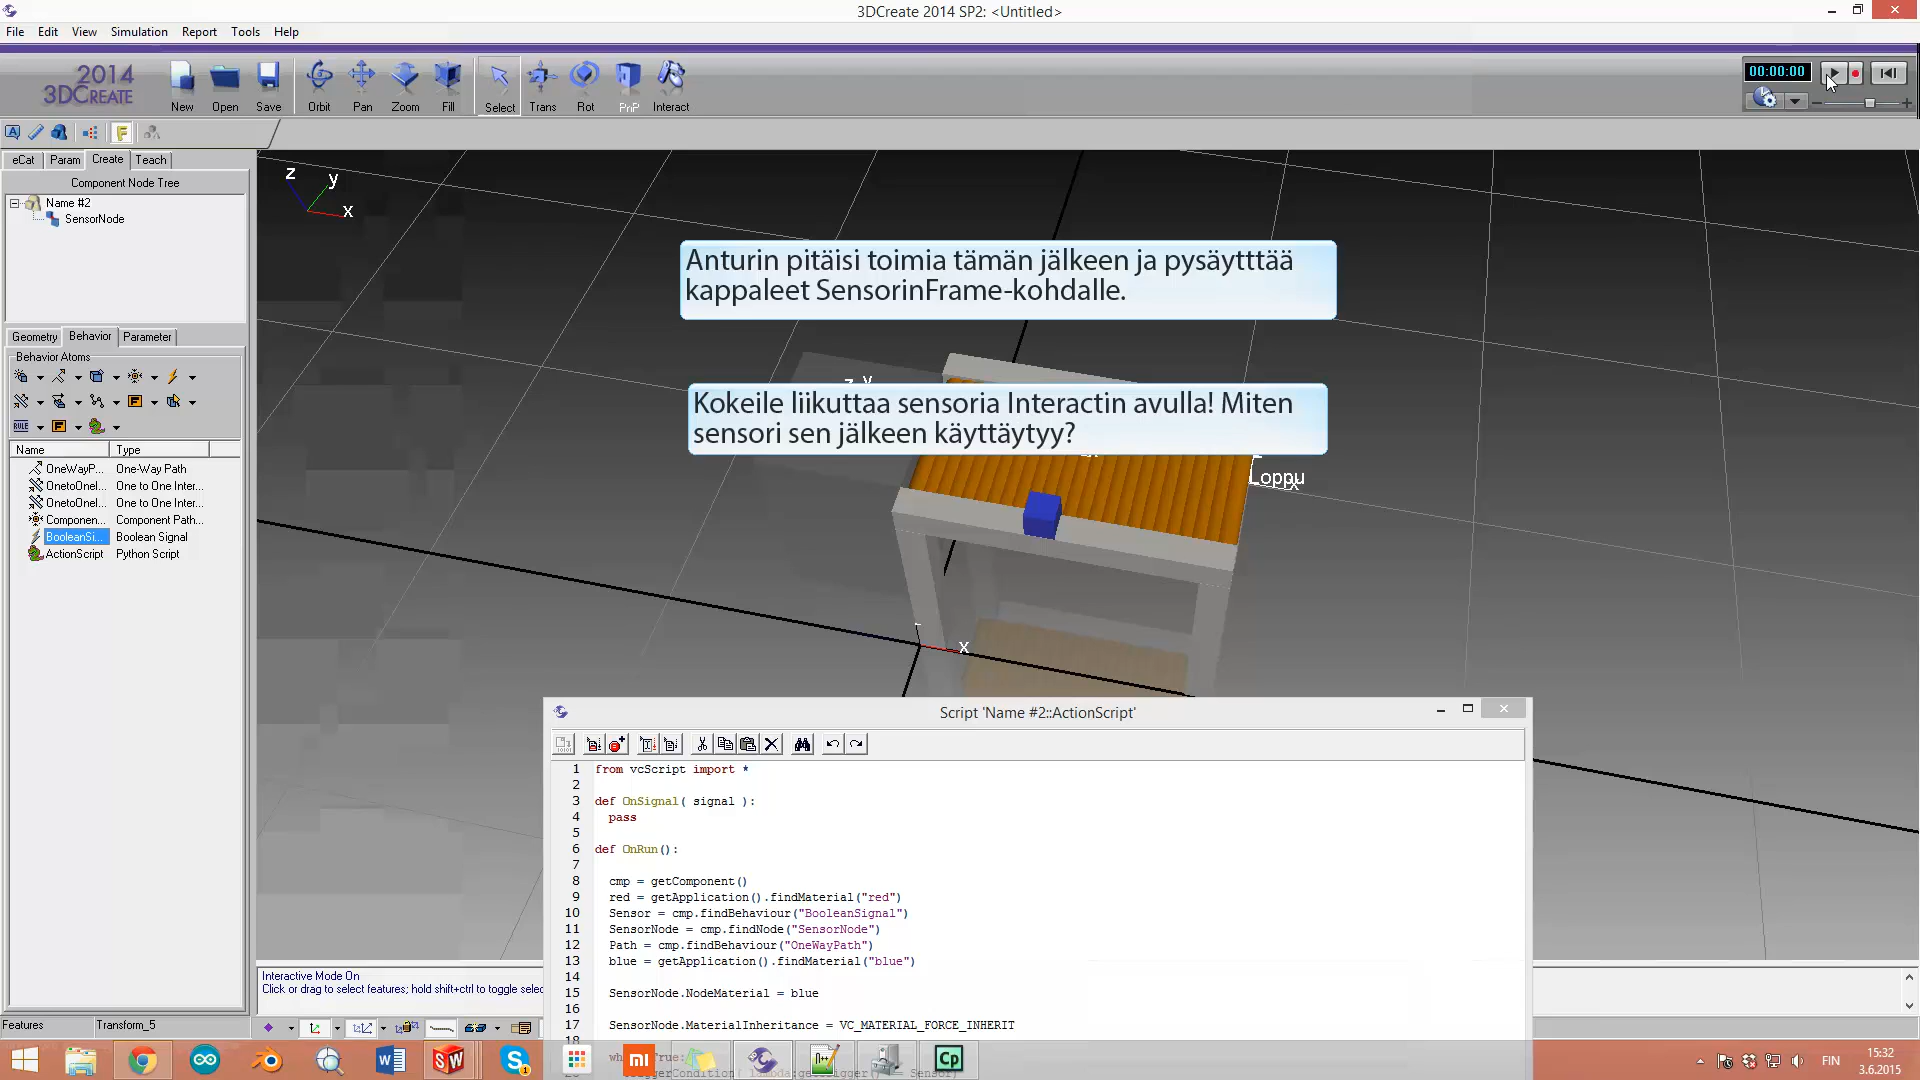 3DCreate 2014 SP2: <Untitled>
File Edit View Simulation Report Tools Help
2014
3DCREATE
New Open Save Orbit Pan Zoom Fill Select Trans Rot PnP Interact
00:00:00
eCat Param Create Teach
Component Node Tree
Name #2
SensorNode
z
y
x
Anturin pitäisi toimia tämän jälkeen ja pysäytttää
kappaleet SensorinFrame-kohdalle.
Geometry Behavior Parameter
Behavior Atoms
RULE
Kokeile liikuttaa sensoria Interactin avulla! Miten
sensori sen jälkeen käyttäytyy?
Name Type
OneWayP... One-Way Path
OnetoOneI... One to One Inter...
OnetoOneI... One to One Inter...
Componen... Component Path...
BooleanSi... Boolean Signal
ActionScript Python Script
Loppu
x
Script 'Name #2::ActionScript'
1 from vcScript import *
2
3 def OnSignal( signal ):
4 pass
5
6 def OnRun():
7
8 cmp = getComponent()
9 red = getApplication().findMaterial("red")
10 Sensor = cmp.findBehaviour("BooleanSignal")
11 SensorNode = cmp.findNode("SensorNode")
12 Path = cmp.findBehaviour("OneWayPath")
13 blue = getApplication().findMaterial("blue")
14
15 SensorNode.NodeMaterial = blue
16
17 SensorNode.MaterialInheritance = VC_MATERIAL_FORCE_INHERIT
18
Interactive Mode On
Click or drag to select features; hold shift+ctrl to toggle selec
Features Transform_5
FIN
15:32
3.6.2015